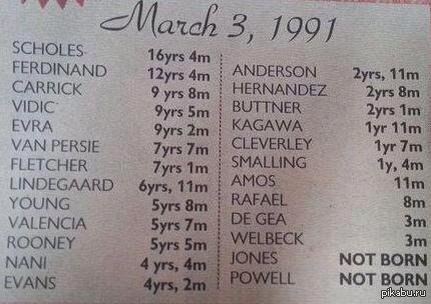 March 3, 1991
SCHOLES 16yrs 4m
FERDINAND 12yrs 4m
CARRICK 9 yrs 8m
VIDIC 9yrs 5m
EVRA 9yrs 2m
VAN PERSIE 7yrs 7m
FLETCHER 7yrs 1m
LINDEGAARD 6yrs, 11m
YOUNG 5yrs 8m
VALENCIA 5yrs 7m
ROONEY 5yrs 5m
NANI 4 yrs, 4m
EVANS 4yrs, 2m
ANDERSON 2yrs, 11m
HERNANDEZ 2yrs 8m
BUTTNER 2yrs 1m
KAGAWA 1yr 11m
CLEVERLEY 1yr 7m
SMALLING 1y, 4m
AMOS 11m
RAFAEL 8m
DE GEA 3m
WELBECK 3m
JONES NOT BORN
POWELL NOT BORN
pikabu.ru